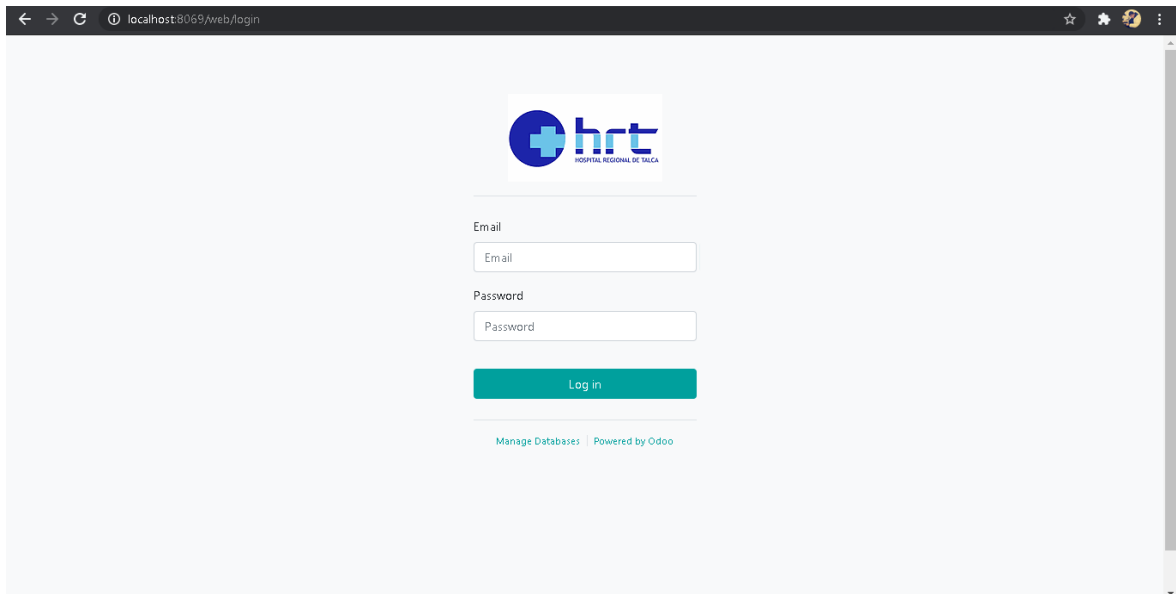 localhost:8069/web/login
hrt
HOSPITAL REGIONAL DE TALCA
Email
Email
Password
Password
Log in
Manage Databases | Powered by Odoo